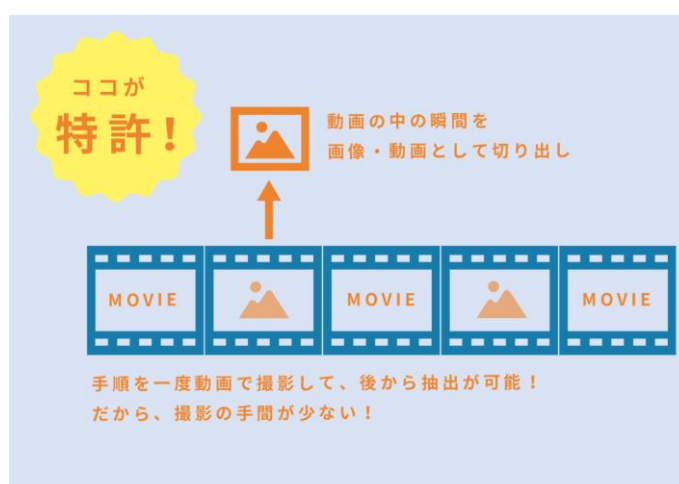 ココが
特許!
動画の中の瞬間を
画像・動画として切り出し
MOVIE
MOVIE
MOVIE
手順を一度動画で撮影して、後から抽出が可能!
だから、撮影の手間が少ない!